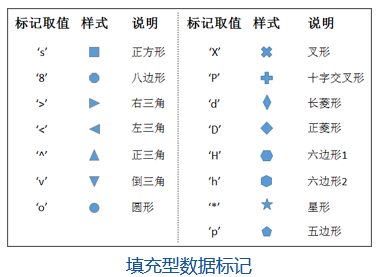 标记取值 样式 说明 标记取值 样式 说明
‘s’ 正方形 ‘X’ 叉形
‘8’ 八边形 ‘P’ 十字交叉形
‘>’ 右三角 ‘d’ 长菱形
‘<’ 左三角 ‘D’ 正菱形
‘^’ 正三角 ‘H’ 六边形1
‘v’ 倒三角 ‘h’ 六边形2
‘o’ 圆形 ‘*’ 星形
‘p’ 五边形
填充型数据标记